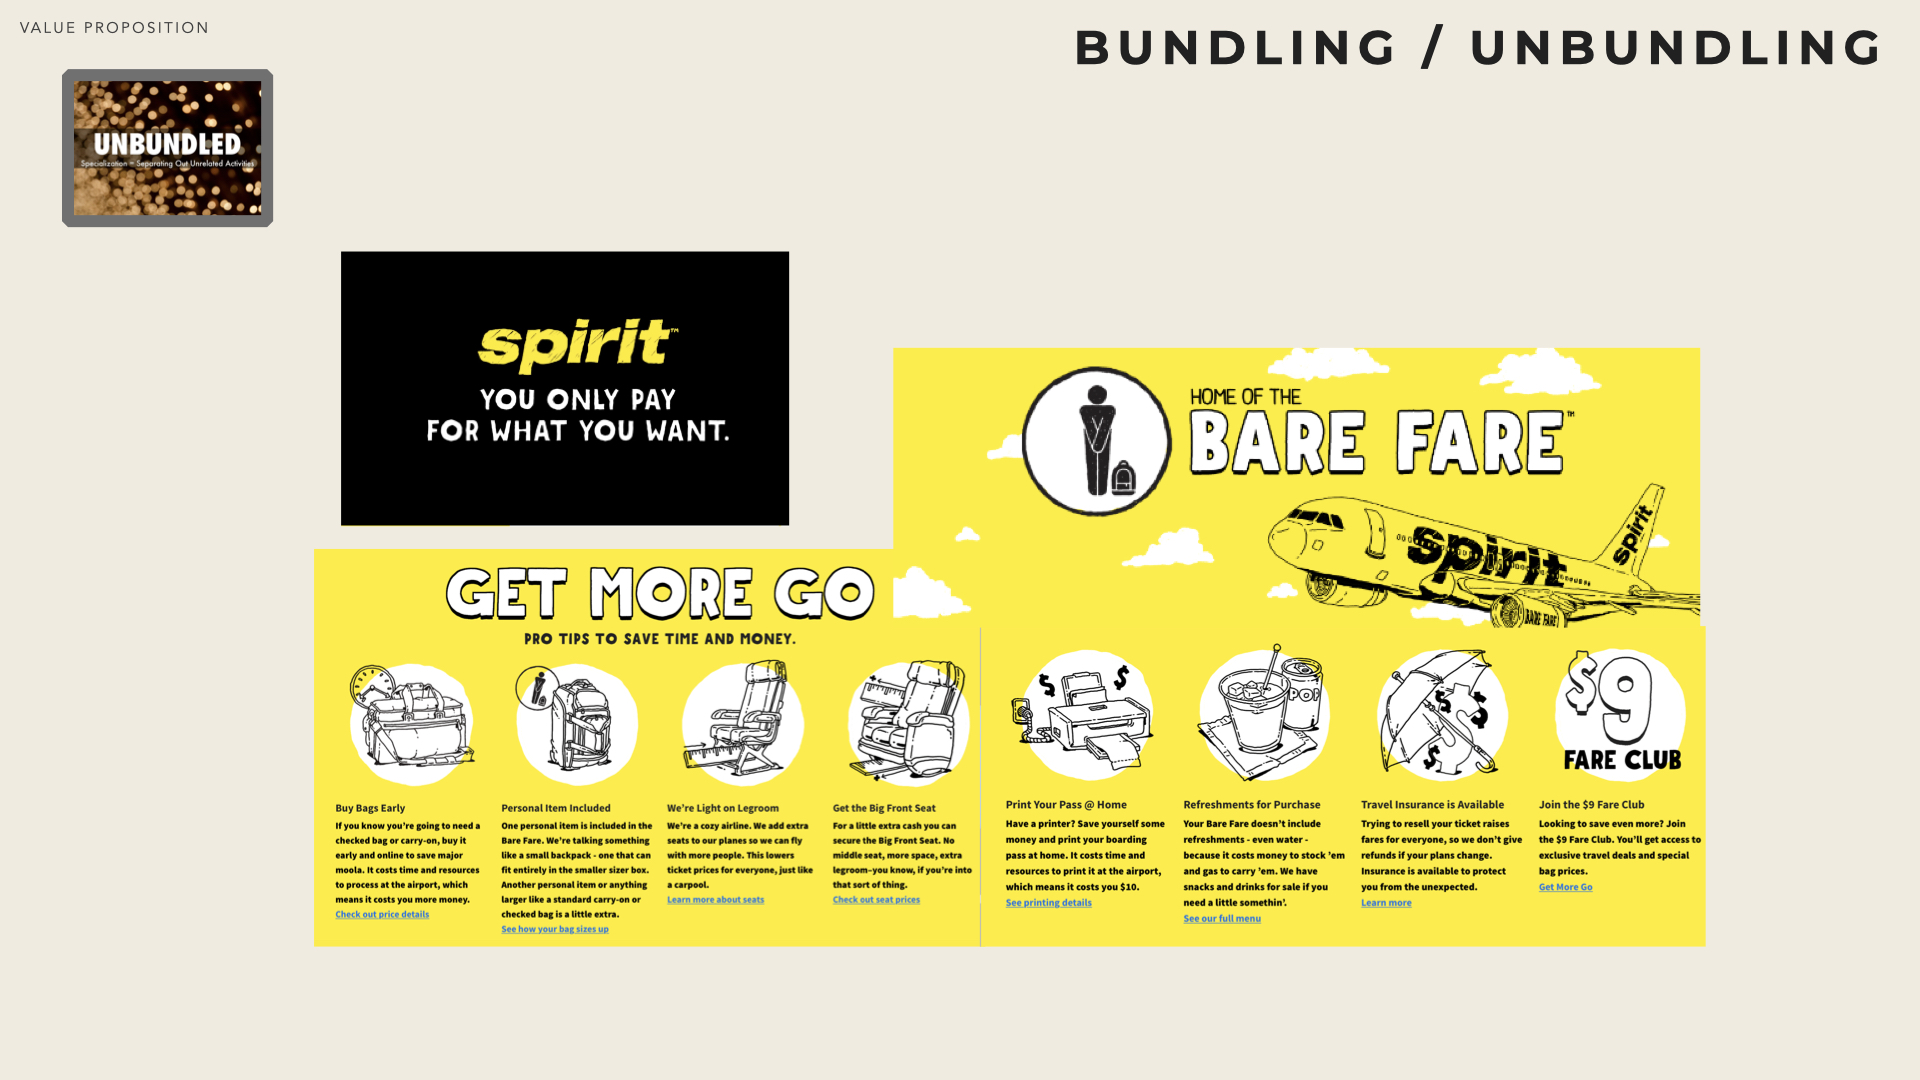 VALUE PROPOSITION
BUNDLING / UNBUNDLING
UNBUNDLED
Specialization = Separating Out Unrelated Activities
spirit™
YOU ONLY PAY
FOR WHAT YOU WANT.
HOME OF THE
BARE FARE™
spirit
spirit
BARE FARE
GET MORE GO
PRO TIPS TO SAVE TIME AND MONEY.
Buy Bags Early
If you know you're going to need a
checked bag or carry-on, buy it
early and online to save major
moola. It costs time and resources
to process at the airport, which
means it costs you more money.
Check out price details
Personal Item Included
One personal item is included in the
Bare Fare. We're talking something
like a small backpack - one that can
fit entirely in the smaller sizer box.
Another personal item or anything
larger like a standard carry-on or
checked bag is a little extra.
See how your bag sizes up
We're Light on Legroom
We're a cozy airline. We add extra
seats to our planes so we can fly
with more people. This lowers
ticket prices for everyone, just like
a carpool.
Learn more about seats
Get the Big Front Seat
For a little extra cash you can
secure the Big Front Seat. No
middle seat, more space, extra
legroom–you know, if you're into
that sort of thing.
Check out seat prices
$ $
Print Your Pass @ Home
Have a printer? Save yourself some
money and print your boarding
pass at home. It costs time and
resources to print it at the airport,
which means it costs you $10.
See printing details
POP
Refreshments for Purchase
Your Bare Fare doesn't include
refreshments - even water -
because it costs money to stock 'em
and gas to carry 'em. We have
snacks and drinks for sale if you
need a little somethin'.
See our full menu
$ $ $ $
Travel Insurance is Available
Trying to resell your ticket raises
fares for everyone, so we don't give
refunds if your plans change.
Insurance is available to protect
you from the unexpected.
Learn more
$9
FARE CLUB
Join the $9 Fare Club
Looking to save even more? Join
the $9 Fare Club. You'll get access to
exclusive travel deals and special
bag prices.
Get More Go